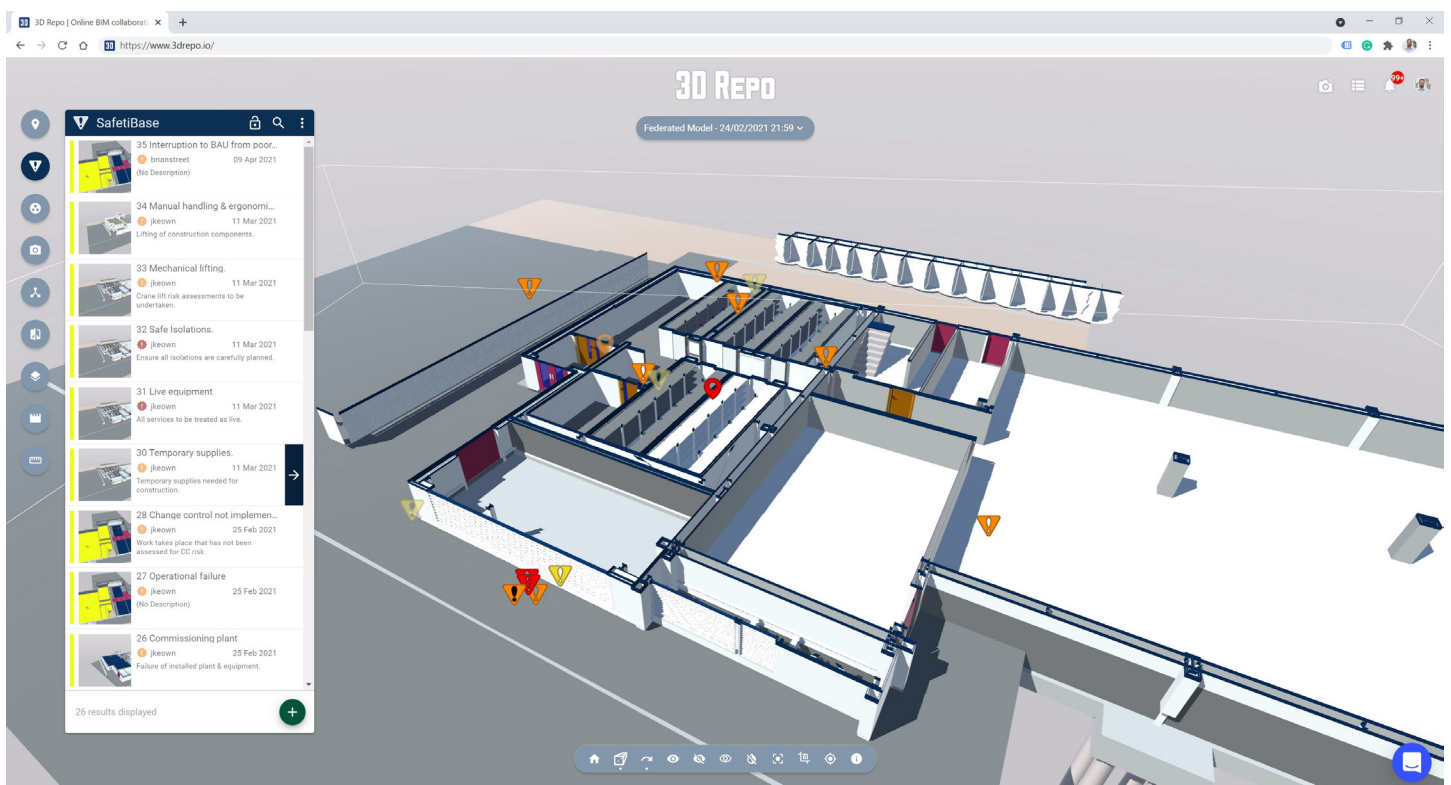 3D Repo | Online BIM collaborati
https://www.3drepo.io/
3D REPO
99+
Federated Model - 24/02/2021 21:59
SafetiBase
35 Interruption to BAU from poor...
brianstreet 09 Apr 2021
(No Description)
34 Manual handling & ergonomi...
jkeown 11 Mar 2021
Lifting of construction components.
33 Mechanical lifting.
jkeown 11 Mar 2021
Crane lift risk assessments to be
undertaken.
32 Safe Isolations.
jkeown 11 Mar 2021
Ensure all isolations are carefully planned.
31 Live equipment
jkeown 11 Mar 2021
All services to be treated as live.
30 Temporary supplies.
jkeown 11 Mar 2021
Temporary supplies needed for
construction.
28 Change control not implemen...
jkeown 25 Feb 2021
Work takes place that has not been
assessed for CC risk.
27 Operational failure
jkeown 25 Feb 2021
(No Description)
26 Commissioning plant
jkeown 25 Feb 2021
Failure of installed plant & equipment.
26 results displayed